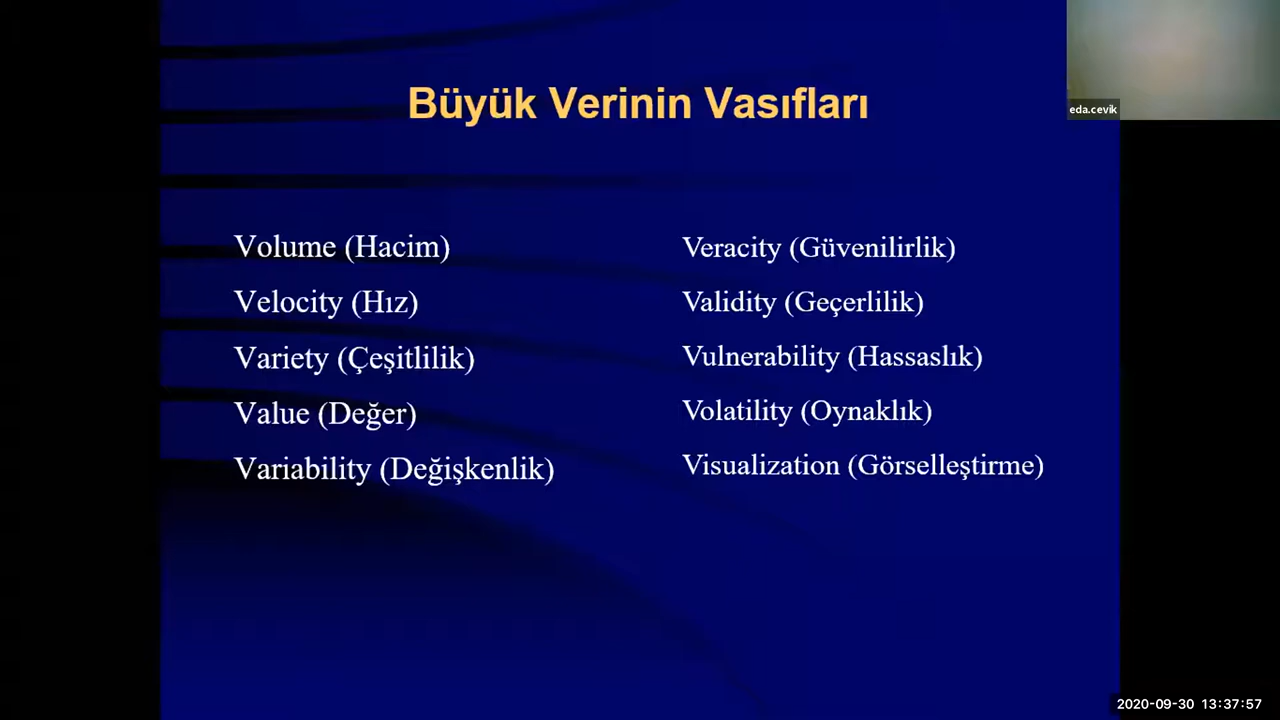 Büyük Verinin Vasıfları
eda.cevik
Volume (Hacim)
Velocity (Hız)
Variety (Çeşitlilik)
Value (Değer)
Variability (Değişkenlik)
Veracity (Güvenilirlik)
Validity (Geçerlilik)
Vulnerability (Hassaslık)
Volatility (Oynaklık)
Visualization (Görselleştirme)
2020-09-30 13:37:57